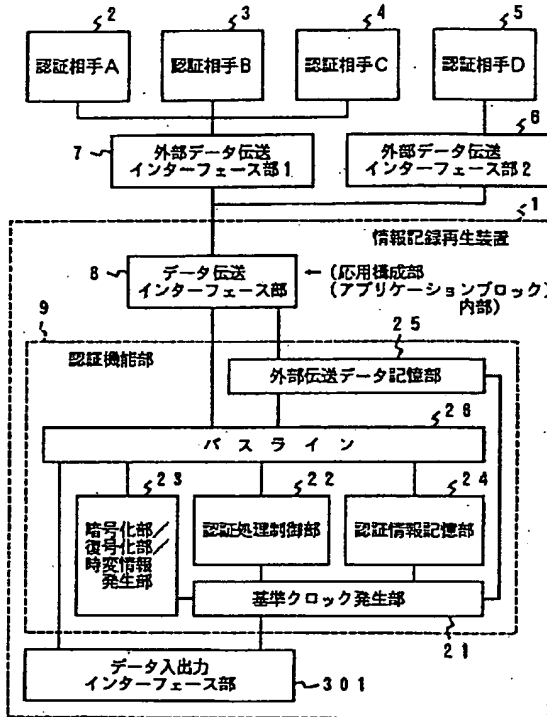 2
3
4
5
認証相手A
認証相手B
認証相手C
認証相手D
6
7
外部データ伝送
インターフェース部1
外部データ伝送
インターフェース部2
1
情報記録再生装置
8
データ伝送
インターフェース部
←(応用構成部
(アプリケーションブロック)
内部)
9
25
認証機能部
外部伝送データ記憶部
26
バスライン
23
22
24
暗号化部/
復号化部/
時変情報
発生部
認証処理制御部
認証情報記憶部
基準クロック発生部
21
データ入出力
インターフェース部
301